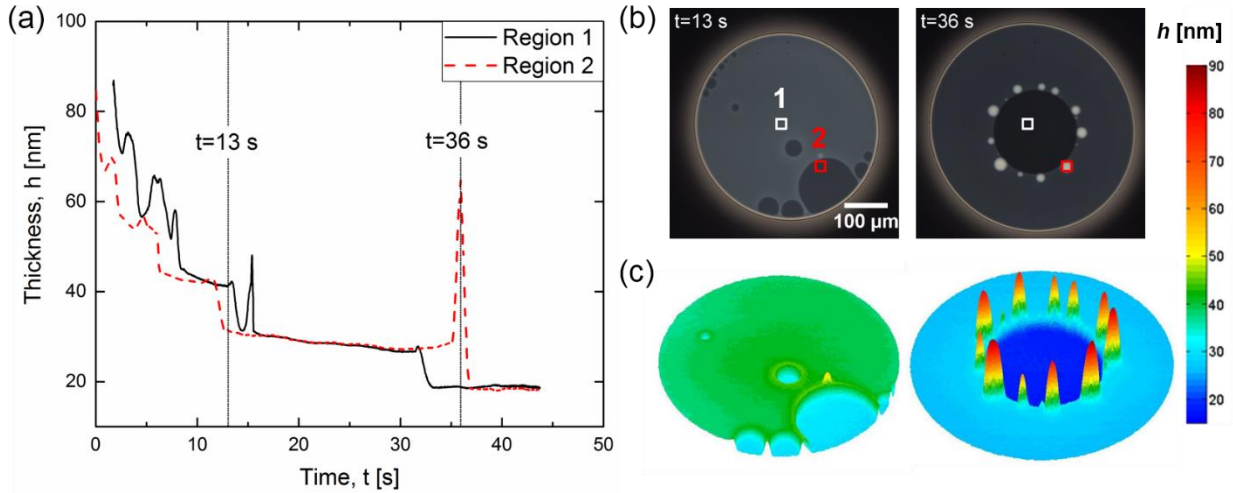 (a)
Thickness, h [nm]
100
80
60
40
20
0
10
20
30
40
50
Time, t [s]
Region 1
Region 2
t=13 s
t=36 s
(b)
t=13 s
1
2
100 μm
t=36 s
h [nm]
90
80
70
60
50
40
30
20
(c)